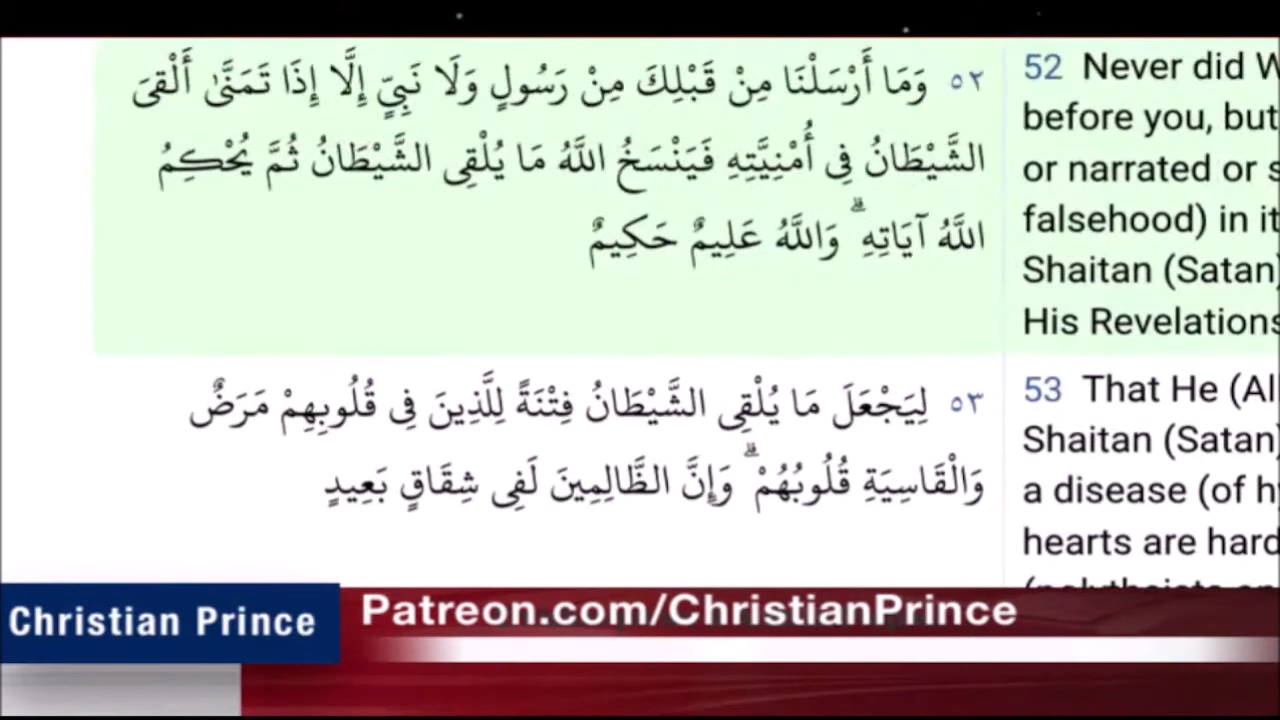 ٥٢ وَمَا أَرْسَلْنَا مِنْ قَبْلِكَ مِنْ رَسُولٍ وَلَا نَبِيٍّ إِلَّا إِذَا تَمَنَّىٰ أَلْقَى
الشَّيْطَانُ فِي أُمْنِيَّتِهِ فَيَنْسَخُ اللَّهُ مَا يُلْقِي الشَّيْطَانُ ثُمَّ يُحْكِمُ
اللَّهُ آيَاتِهِ ۗ وَاللَّهُ عَلِيمٌ حَكِيمٌ
52 Never did W
before you, but
or narrated or s
falsehood) in it
Shaitan (Satan)
His Revelations
٥٣ لِيَجْعَلَ مَا يُلْقِي الشَّيْطَانُ فِتْنَةً لِلَّذِينَ فِي قُلُوبِهِمْ مَرَضٌ
وَالْقَاسِيَةِ قُلُوبُهُمْ ۗ وَإِنَّ الظَّالِمِينَ لَفِي شِقَاقٍ بَعِيدٍ
53 That He (Al
Shaitan (Satan)
a disease (of hy
hearts are hard
Christian Prince
Patreon.com/ChristianPrince